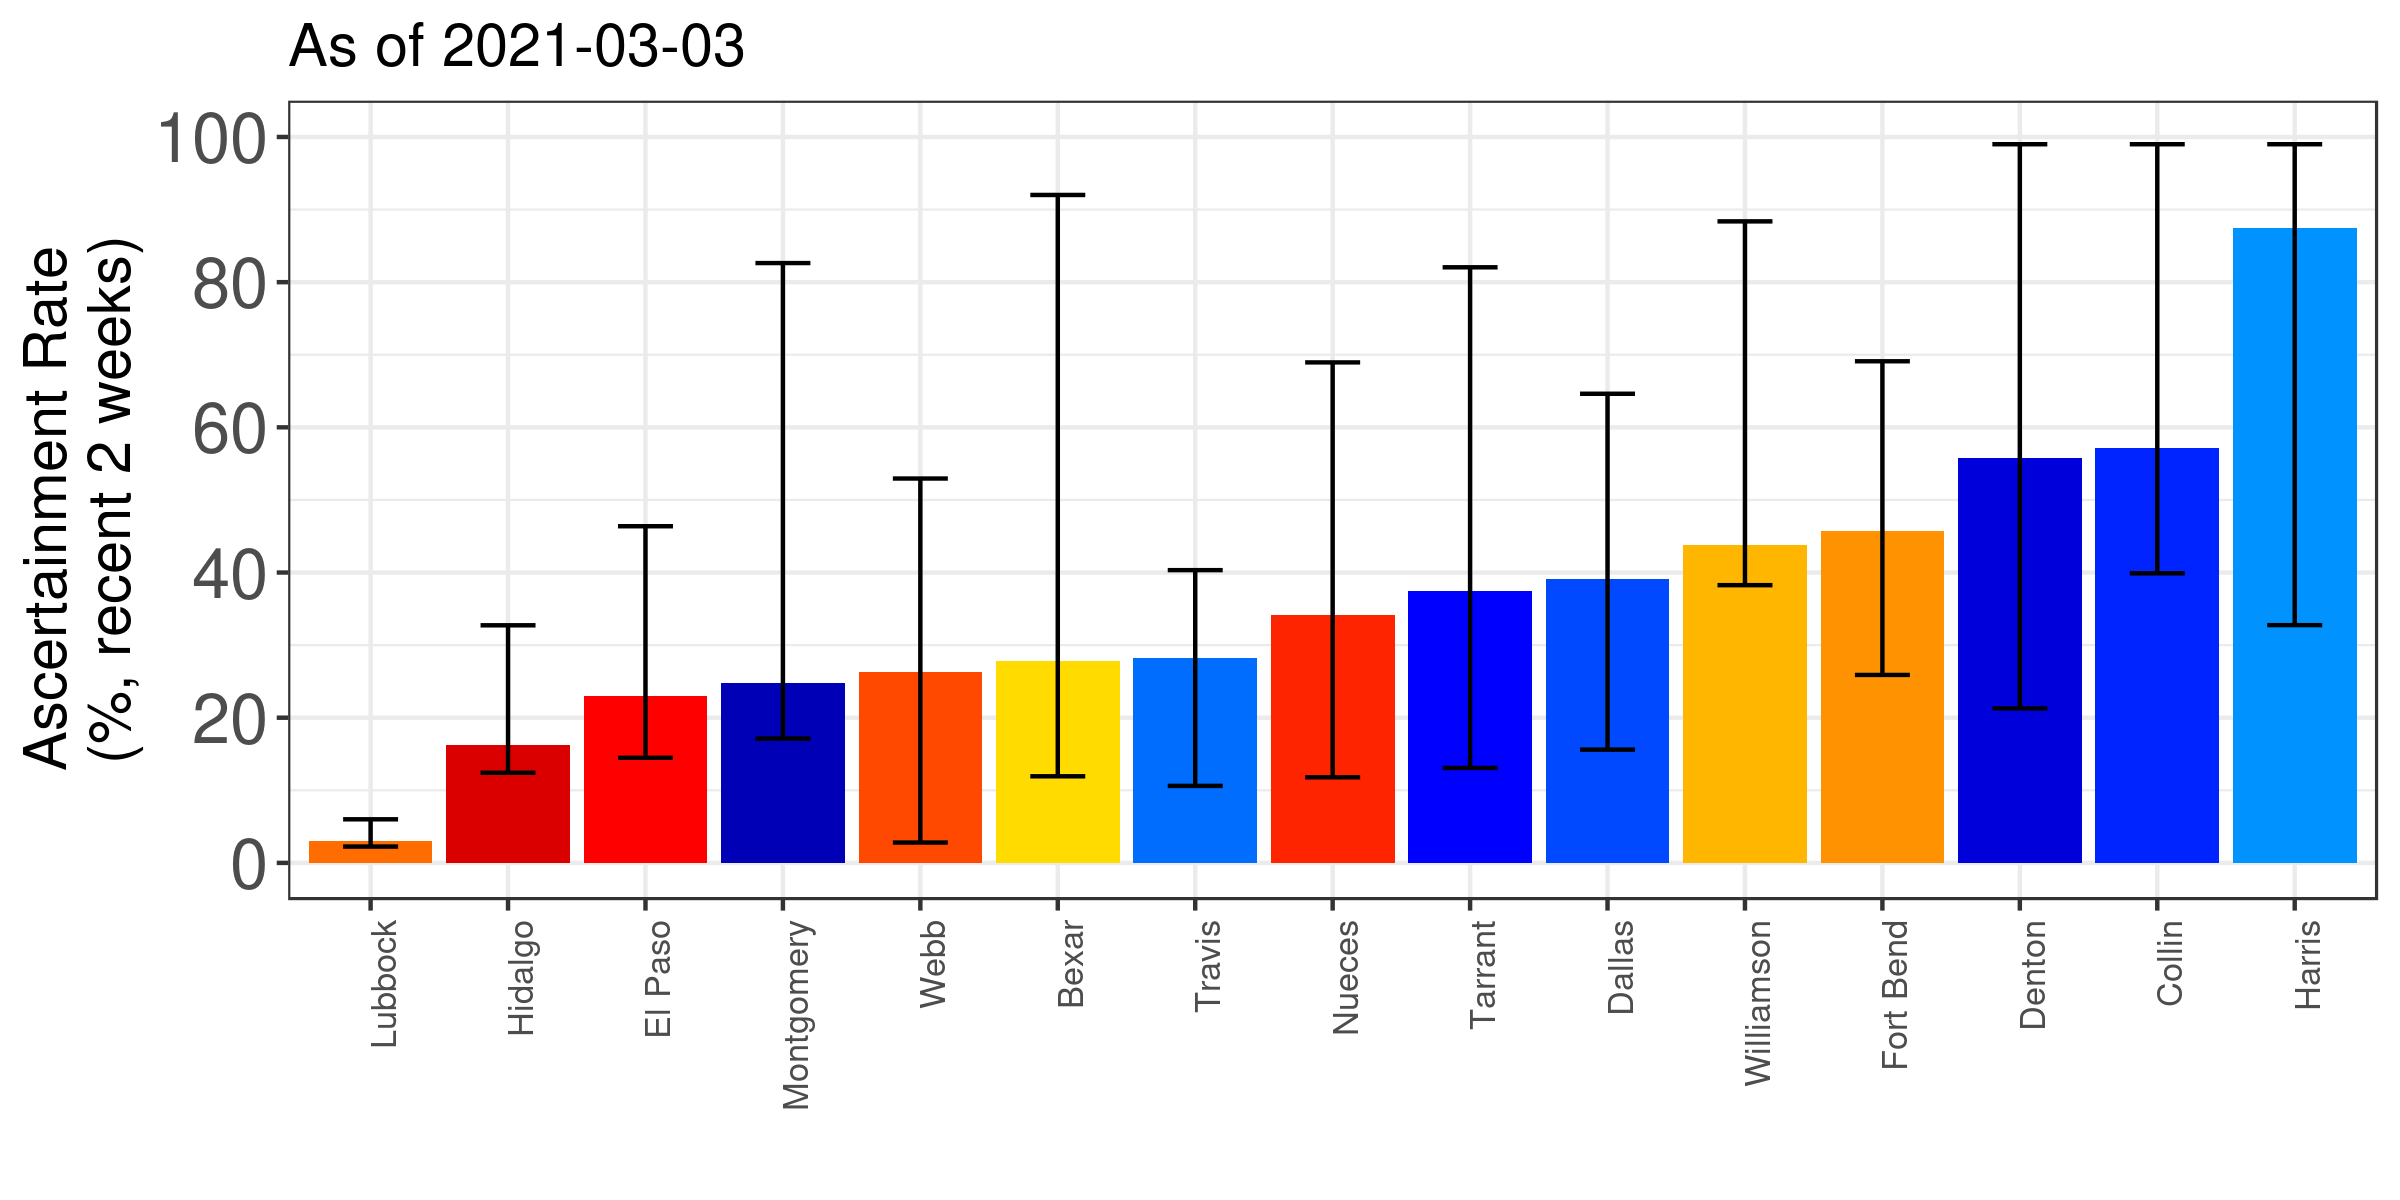 As of 2021-03-03
Ascertainment Rate
(%, recent 2 weeks)
100
80
60
40
20
0
Lubbock
Hidalgo
El Paso
Montgomery
Webb
Bexar
Travis
Nueces
Tarrant
Dallas
Williamson
Fort Bend
Denton
Collin
Harris